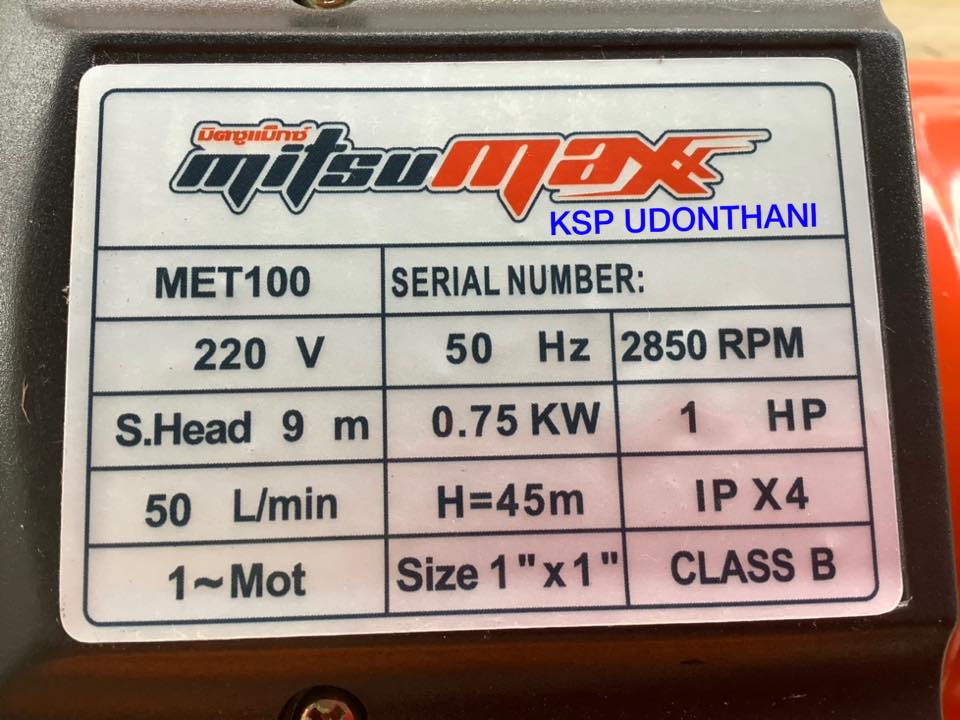 มิตซูแม็กซ์
mitsumax
KSP UDONTHANI
MET100 SERIAL NUMBER:
220 V 50 Hz 2850 RPM
S.Head 9 m 0.75 KW 1 HP
50 L/min H=45m IP X4
1~Mot Size 1"x1" CLASS B